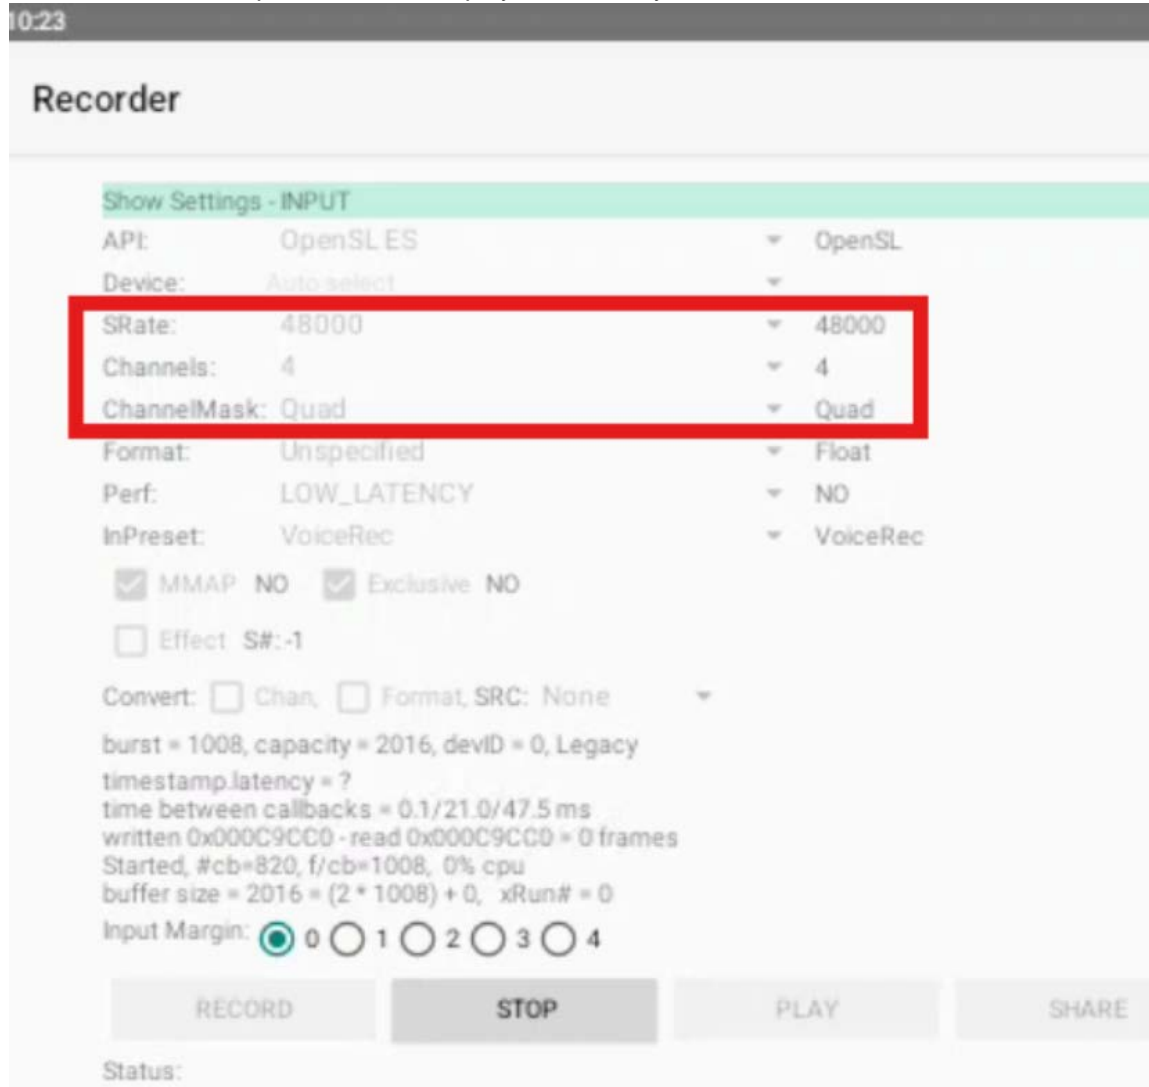 10:23
Recorder
Show Settings - INPUT
API: OpenSL ES OpenSL
Device: Auto select
SRate: 48000 48000
Channels: 4 4
ChannelMask: Quad Quad
Format: Unspecified Float
Perf: LOW_LATENCY NO
InPreset: VoiceRec VoiceRec
MMAP NO Exclusive NO
Effect S#:-1
Convert: Chan, Format, SRC: None
burst = 1008, capacity = 2016, devID = 0, Legacy
timestamp.latency = ?
time between callbacks = 0.1/21.0/47.5 ms
written 0x000C9CC0 - read 0x000C9CC0 = 0 frames
Started, #cb=820, f/cb=1008, 0% cpu
buffer size = 2016 = (2 * 1008) + 0, xRun# = 0
Input Margin: 0 1 2 3 4
RECORD STOP PLAY SHARE
Status: